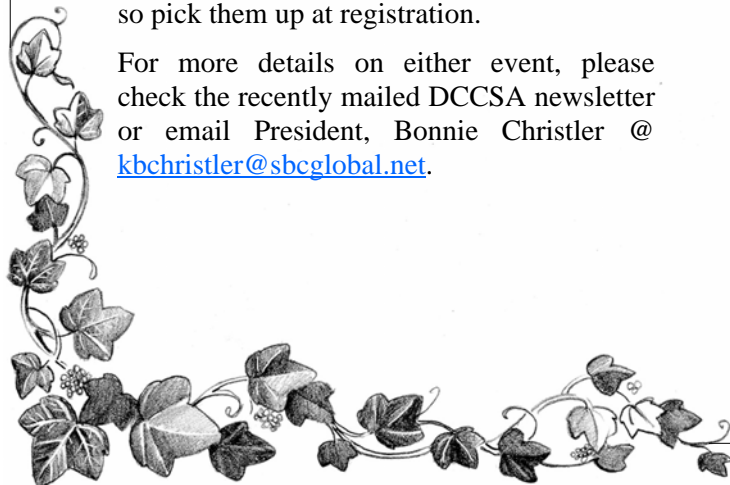 so pick them up at registration.
For more details on either event, please
check the recently mailed DCCSA newsletter
or email President, Bonnie Christler @
kbchristler@sbcglobal.net.